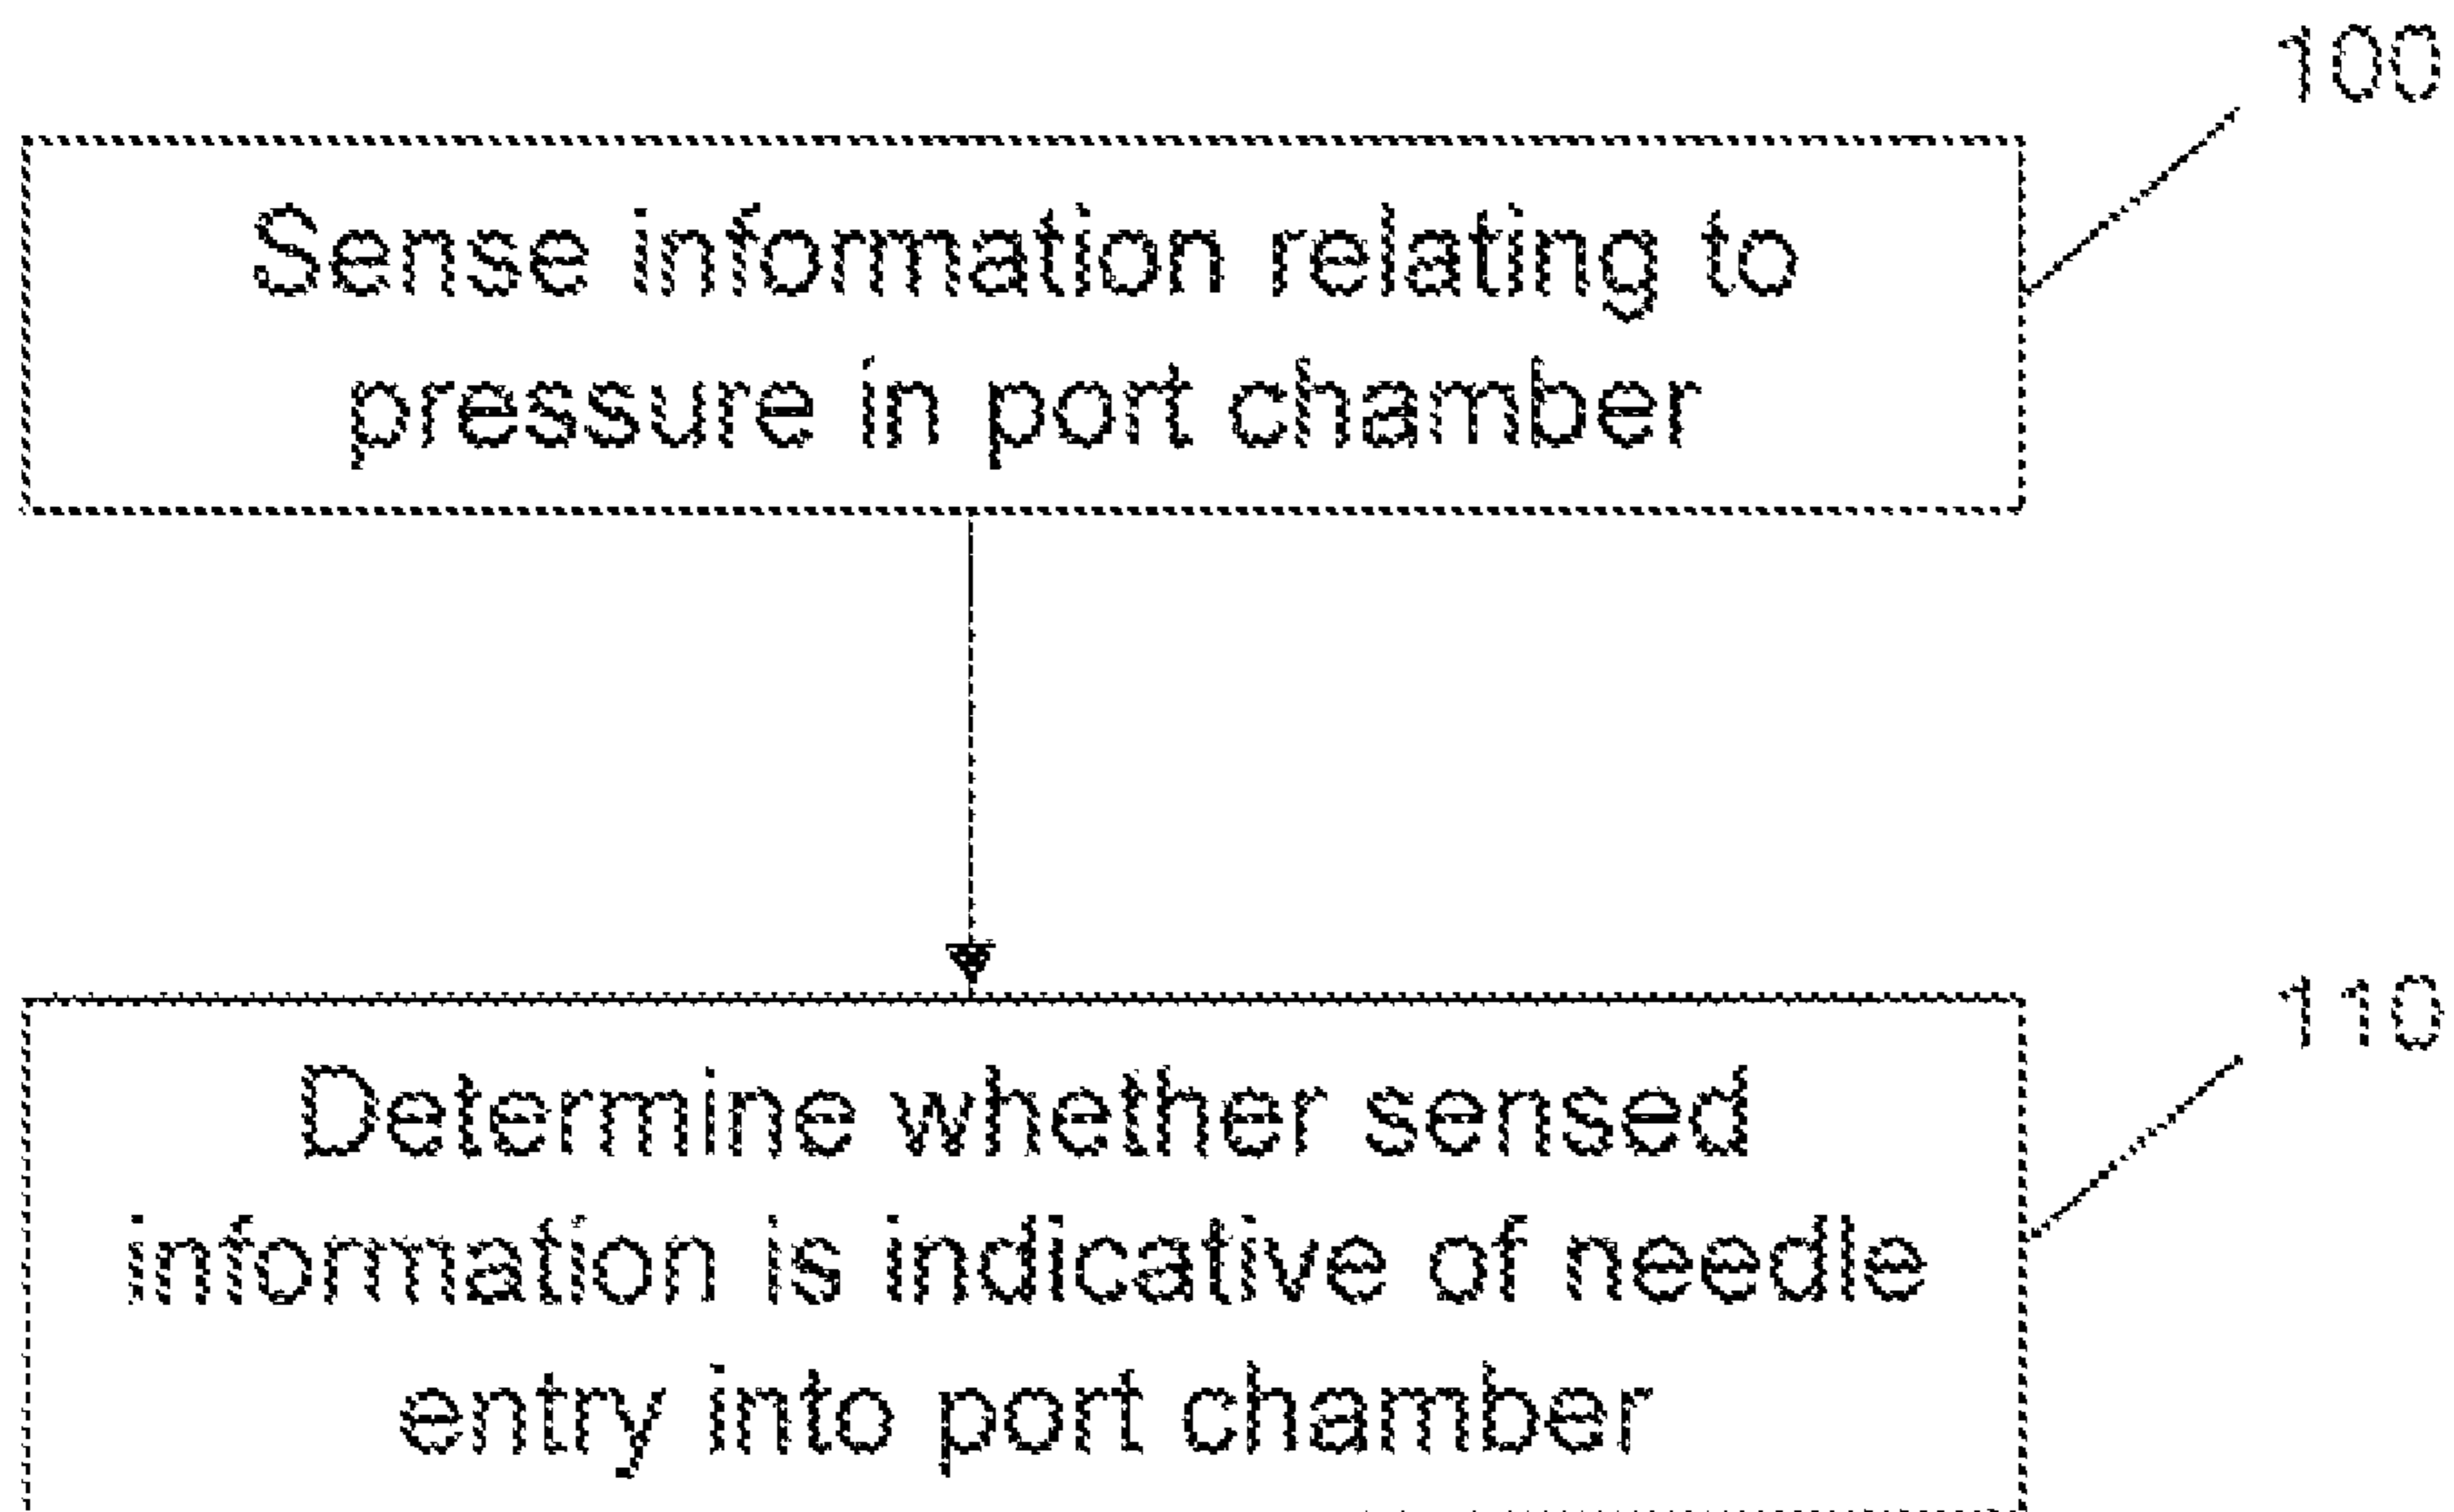 100
Sense information relating to
pressure in port chamber
110
Determine whether sensed
information is indicative of needle
entry into port chamber